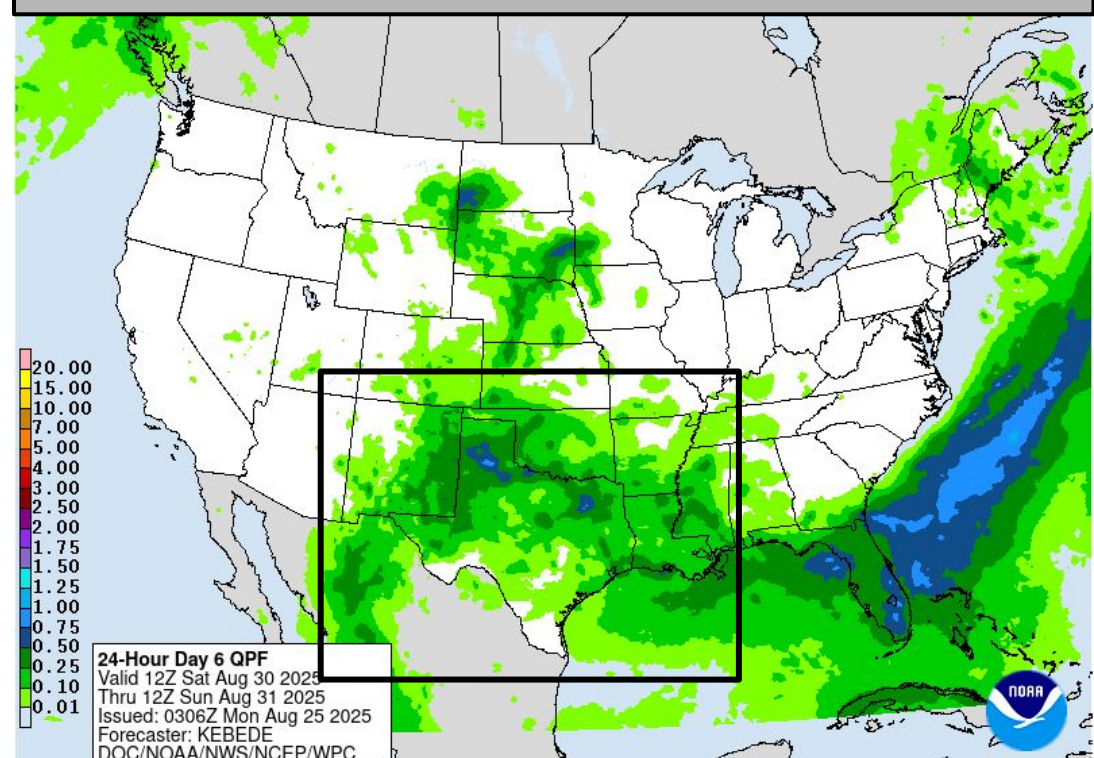 20.00
15.00
10.00
7.00
5.00
4.00
3.00
2.50
2.00
1.75
1.50
1.25
1.00
0.75
0.50
0.25
0.10
0.01
24-Hour Day 6 QPF
Valid 12Z Sat Aug 30 2025
Thru 12Z Sun Aug 31 2025
Issued: 0306Z Mon Aug 25 2025
Forecaster: KEBEDE
DOC/NOAA/NWS/NCEP/WPC
NOAA